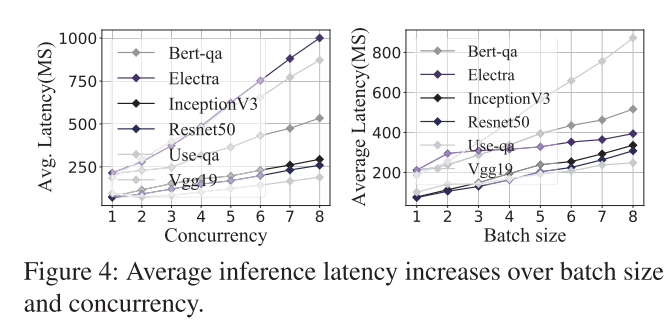 1000
750
500
250
Avg. Latency(MS)
Bert-qa
Electra
InceptionV3
Resnet50
Use-qa
Vgg19
1 2 3 4 5 6 7 8
Concurrency
800
600
400
200
Average Latency(MS)
Bert-qa
Electra
InceptionV3
Resnet50
Use-qa
Vgg19
1 2 3 4 5 6 7 8
Batch size
Figure 4: Average inference latency increases over batch size
and concurrency.